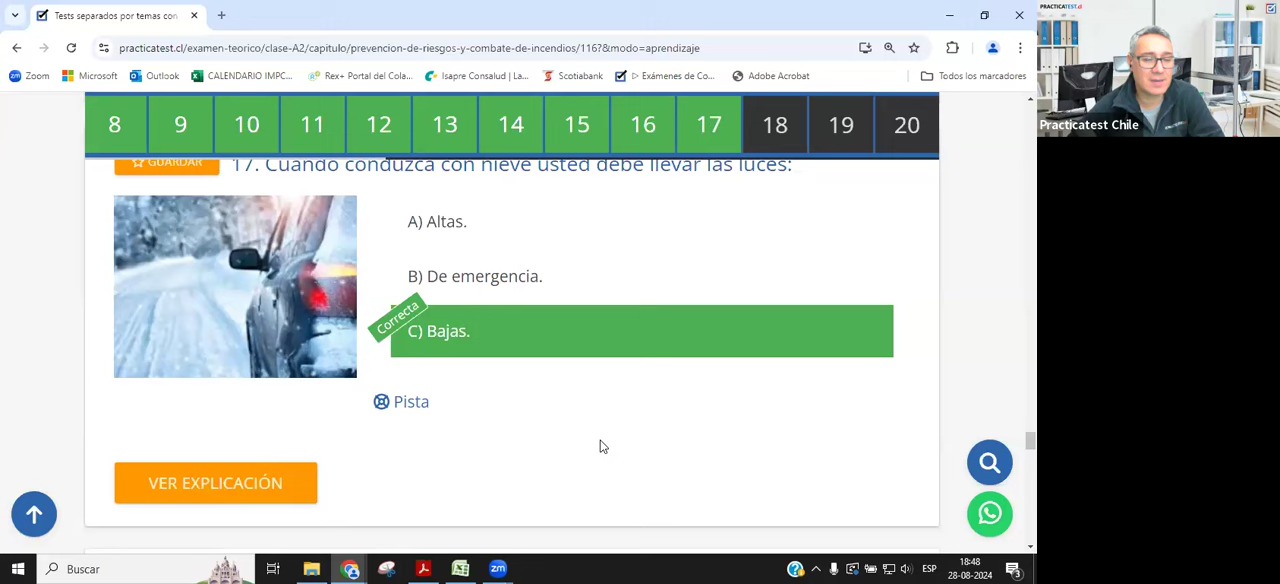 Tests separados por temas con
practicatest.cl/examen-teorico/clase-A2/capitulo/prevencion-de-riesgos-y-combate-de-incendios/116?&modo=aprendizaje
Zoom
Microsoft
Outlook
CALENDARIO IMPC...
Rex+ Portal del Cola...
Isapre Consalud | La...
Scotiabank
▷ Exámenes de Co...
Adobe Acrobat
Todos los marcadores
PRACTICATEST.cl
Practicatest Chile
8 9 10 11 12 13 14 15 16 17 18 19 20
GUARDAR
17. Cuando conduzca con nieve usted debe llevar las luces:
A) Altas.
B) De emergencia.
Correcta
C) Bajas.
Pista
VER EXPLICACIÓN
Buscar
ESP
18:48
28-08-2024
3